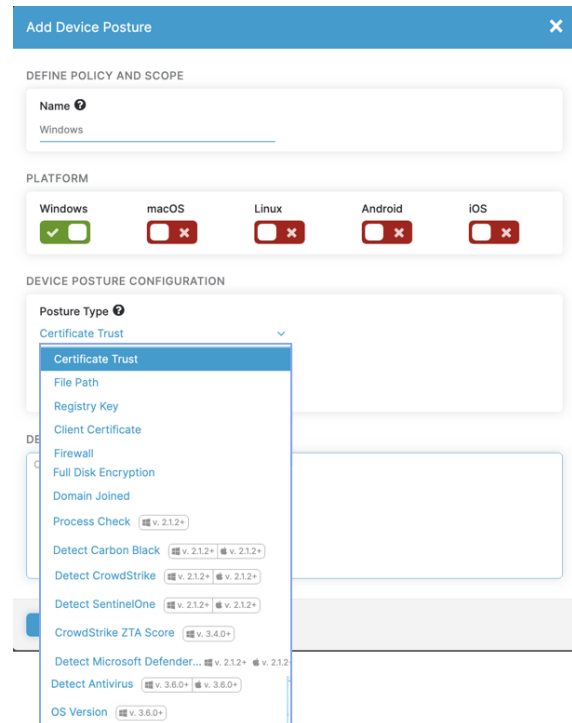 Add Device Posture
DEFINE POLICY AND SCOPE
Name
Windows
PLATFORM
Windows macOS Linux Android iOS
DEVICE POSTURE CONFIGURATION
Posture Type
Certificate Trust
Certificate Trust
File Path
Registry Key
Client Certificate
DE
Firewall
Full Disk Encryption
Domain Joined
Process Check v. 2.1.2+
Detect Carbon Black v. 2.1.2+ v. 2.1.2+
Detect CrowdStrike v. 2.1.2+ v. 2.1.2+
Detect SentinelOne v. 2.1.2+ v. 2.1.2+
CrowdStrike ZTA Score v. 3.4.0+
Detect Microsoft Defender... v. 2.1.2+ v. 2.1.2
Detect Antivirus v. 3.6.0+ v. 3.6.0+
OS Version v. 3.6.0+